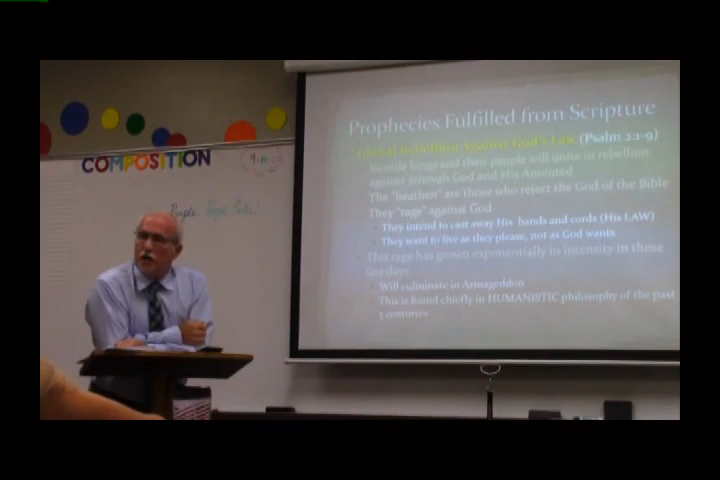 Prophecies Fulfilled from Scripture
Global Rebellion Against God's Law (Psalm 2:1-9)
Gentile kings and their people will unite in rebellion
against Jehovah God and His Anointed
The "heathen" are those who reject the God of the Bible
They "rage" against God
They intend to cast away His bands and cords (His LAW)
They want to live as they please, not as God wants
This rage has grown exponentially in intensity in these
last days
Will culminate in Armageddon
This is found chiefly in HUMANISTIC philosophy of the past
3 centuries
COMPOSITION